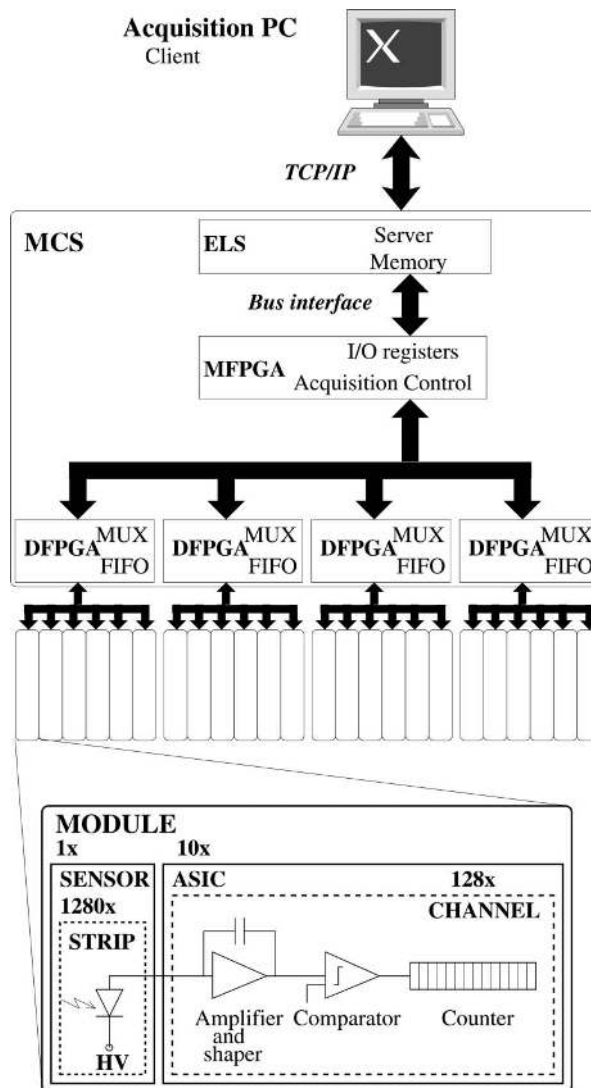 Acquisition PC
Client
X
TCP/IP
MCS
ELS Server
Memory
Bus interface
I/O registers
MFPGA Acquisition Control
DFPGA MUX FIFO
DFPGA MUX FIFO
DFPGA MUX FIFO
DFPGA MUX FIFO
MODULE
1x 10x
SENSOR ASIC 128x
1280x CHANNEL
STRIP
Amplifier and shaper
Comparator
Counter
HV